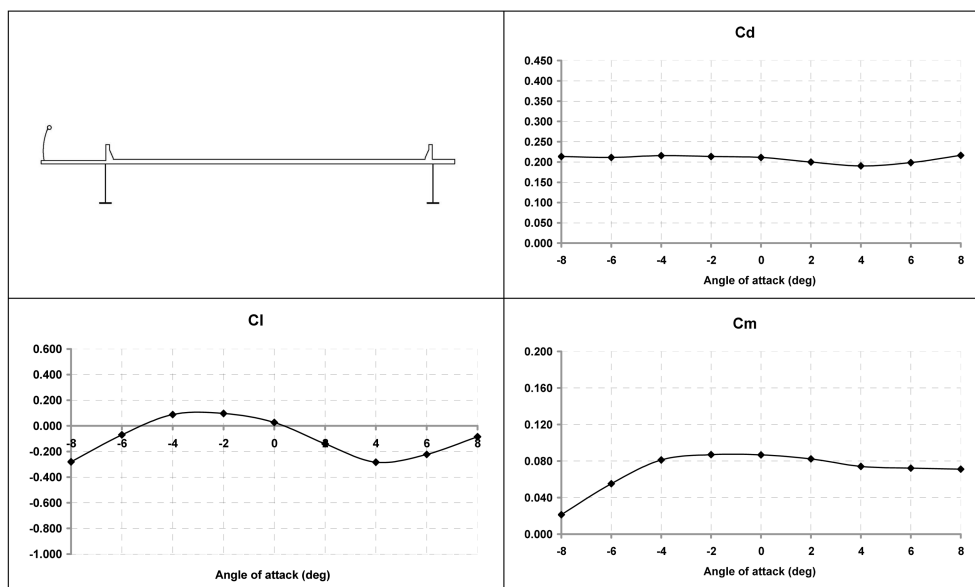 Cd
0.450
0.400
0.350
0.300
0.250
0.200
0.150
0.100
0.050
0.000
-8 -6 -4 -2 0 2 4 6 8
Angle of attack (deg)
Cl
0.600
0.400
0.200
0.000
-0.200
-0.400
-0.600
-0.800
-1.000
-8 -6 -4 -2 0 2 4 6 8
Angle of attack (deg)
Cm
0.200
0.160
0.120
0.080
0.040
0.000
-8 -6 -4 -2 0 2 4 6 8
Angle of attack (deg)